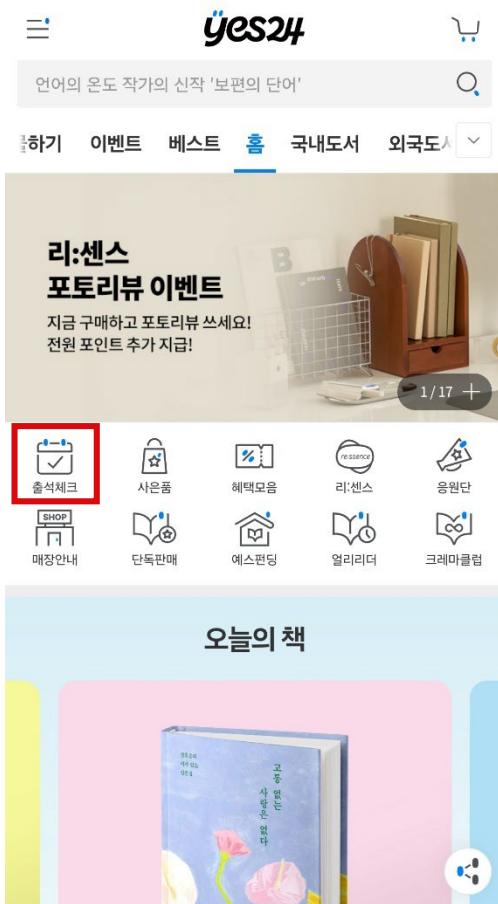 yes24
언어의 온도 작가의 신작 '보편의 단어'
하기 이벤트 베스트 홈 국내도서 외국도서
리:센스
포토리뷰 이벤트
지금 구매하고 포토리뷰 쓰세요!
전원 포인트 추가 지급!
B
1/17 +
re:ssence
출석체크 사은품 혜택모음 리:센스 응원단
SHOP
매장안내 단독판매 예스펀딩 얼리리더 크레마클럽
오늘의 책
고통 없는
사랑은 없다